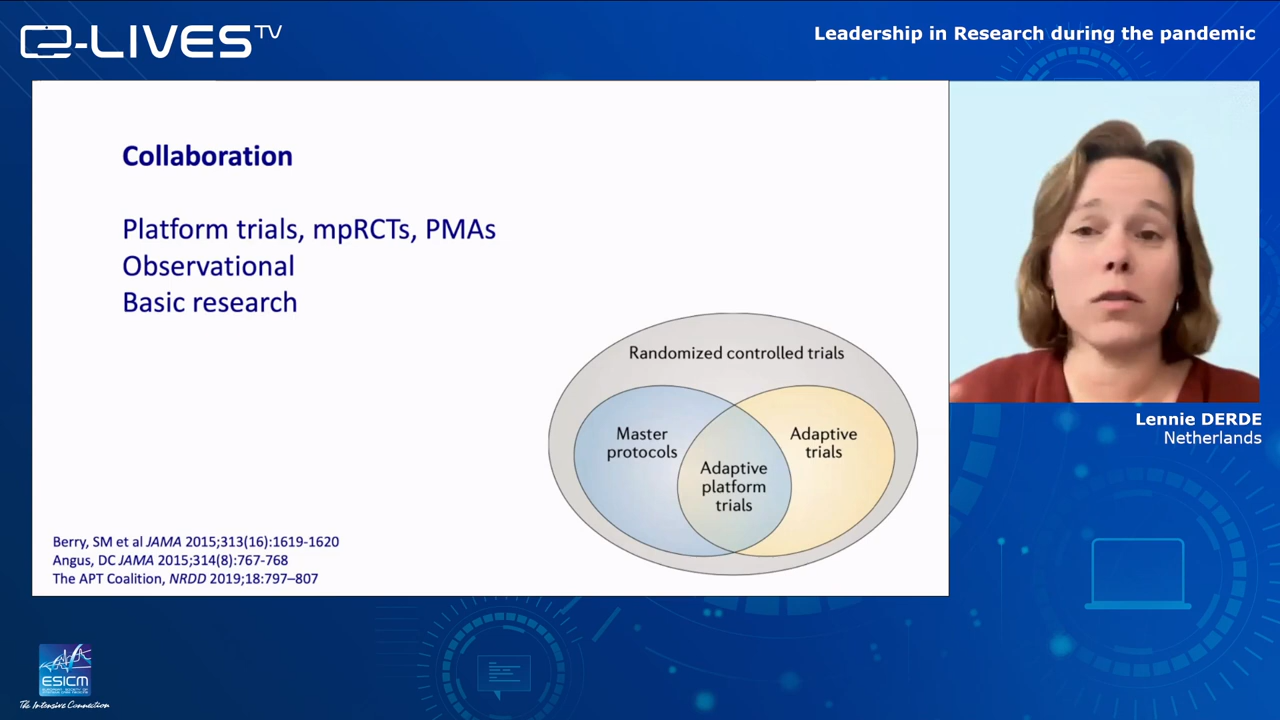 e-LIVES TV
Leadership in Research during the pandemic
Collaboration
Platform trials, mpRCTs, PMAs
Observational
Basic research
Randomized controlled trials
Master
protocols
Adaptive
trials
Adaptive
platform
trials
Berry, SM et al JAMA 2015;313(16):1619-1620
Angus, DC JAMA 2015;314(8):767-768
The APT Coalition, NRDD 2019;18:797–807
Lennie DERDE
Netherlands
ESICM
The Intensive Connection